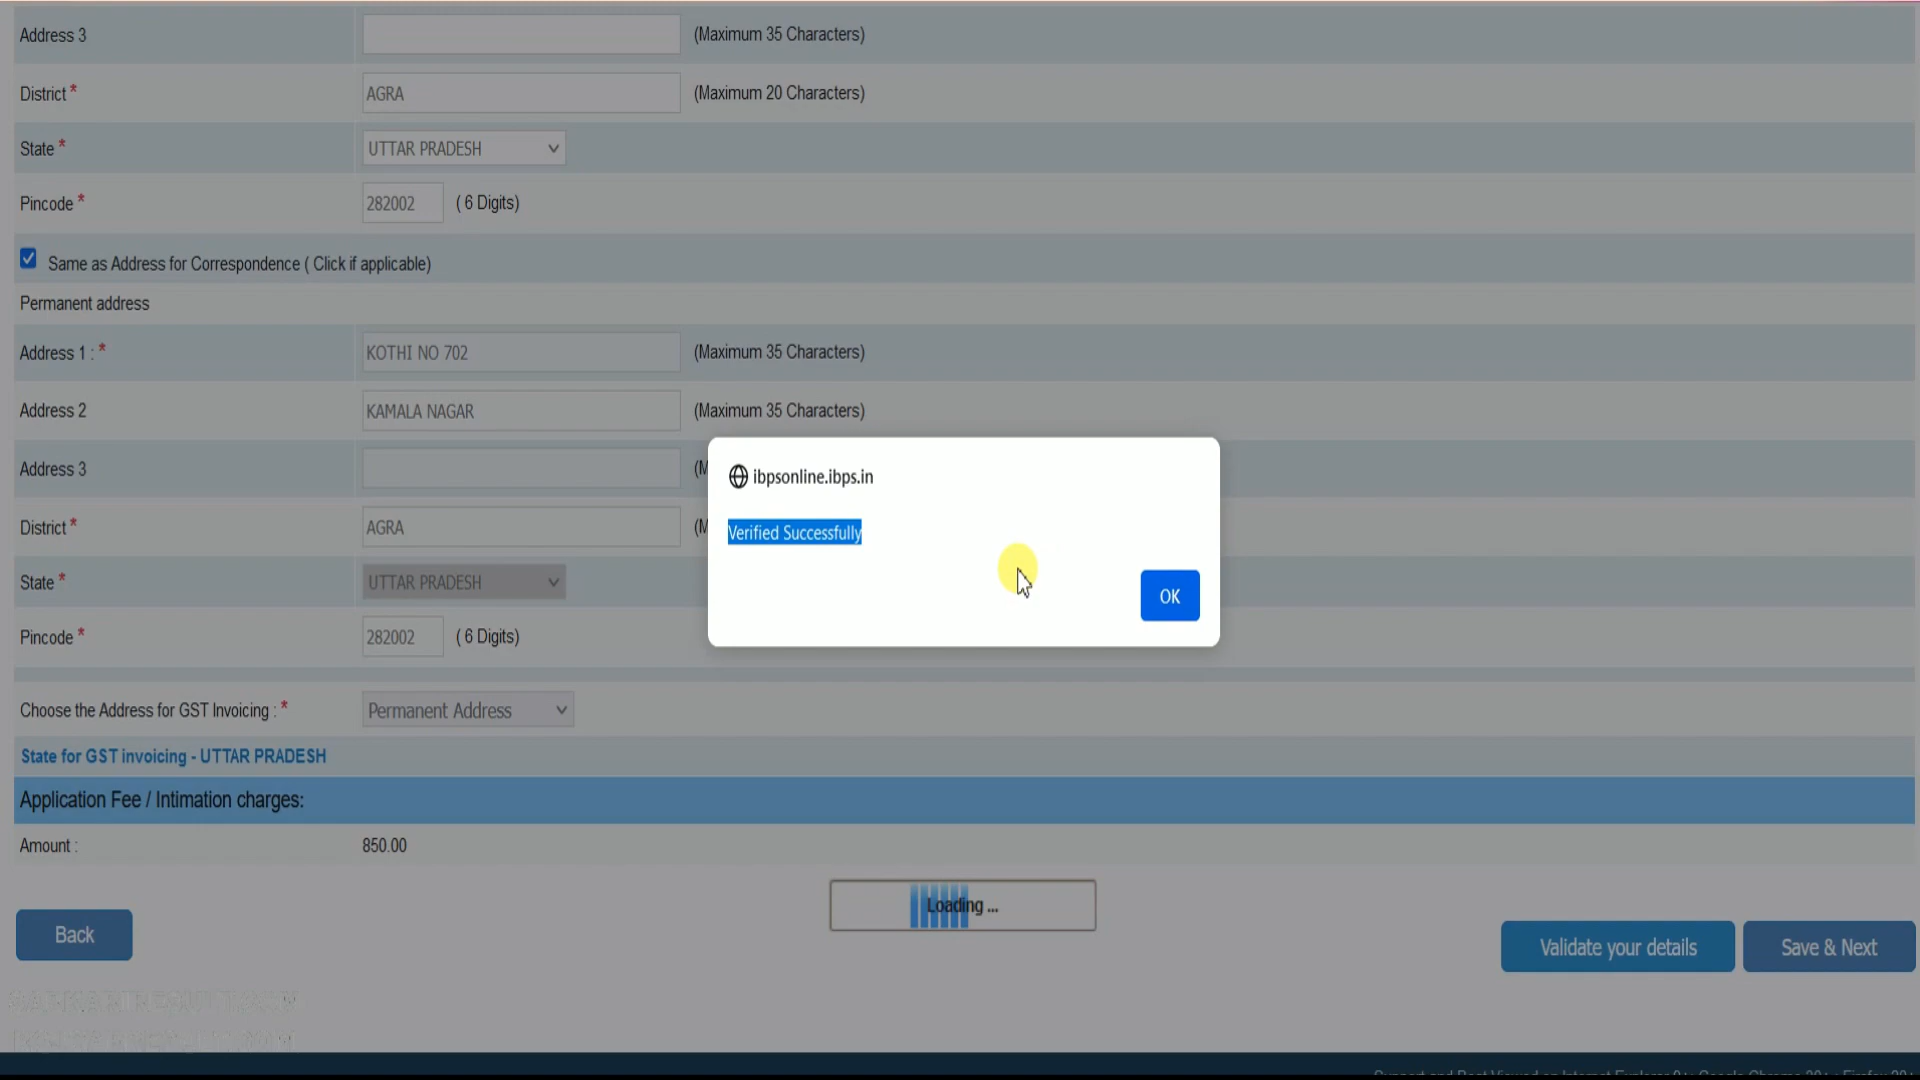 Address 3 (Maximum 35 Characters)
District * AGRA (Maximum 20 Characters)
State * UTTAR PRADESH
Pincode * 282002 ( 6 Digits)
Same as Address for Correspondence ( Click if applicable)
Permanent address
Address 1 : * KOTHI NO 702 (Maximum 35 Characters)
Address 2 KAMALA NAGAR (Maximum 35 Characters)
Address 3 (M
District * AGRA (M
State * UTTAR PRADESH
Pincode * 282002 ( 6 Digits)
ibpsonline.ibps.in
Verified Successfully
OK
Choose the Address for GST Invoicing : * Permanent Address
State for GST invoicing - UTTAR PRADESH
Application Fee / Intimation charges:
Amount : 850.00
Loading ...
Back
Validate your details
Save & Next